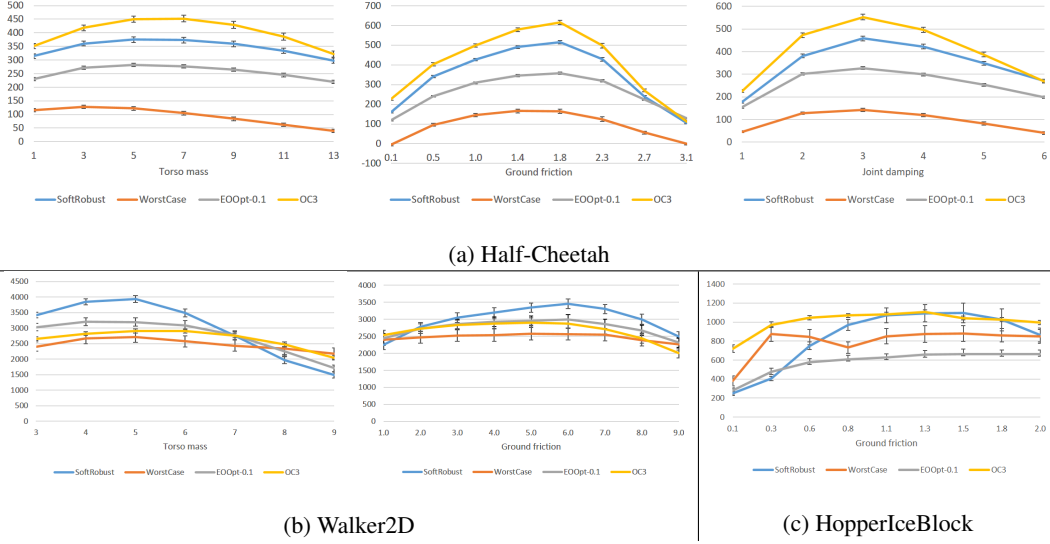 500
450
400
350
300
250
200
150
100
50
0
1 3 5 7 9 11 13
Torso mass
SoftRobust WorstCase EOOpt-0.1 OC3
700
600
500
400
300
200
100
0
-100
0.1 0.5 1.0 1.4 1.8 2.3 2.7 3.1
Ground friction
SoftRobust WorstCase EOOpt-0.1 OC3
600
500
400
300
200
100
0
1 2 3 4 5 6
Joint damping
SoftRobust WorstCase EOOpt-0.1 OC3
(a) Half-Cheetah
4500
4000
3500
3000
2500
2000
1500
1000
500
0
3 4 5 6 7 8 9
Torso mass
SoftRobust WorstCase EOOpt-0.1 OC3
4000
3500
3000
2500
2000
1500
1000
500
0
1.0 2.0 3.0 4.0 5.0 6.0 7.0 8.0 9.0
Ground friction
SoftRobust WorstCase EOOpt-0.1 OC3
(b) Walker2D
1400
1200
1000
800
600
400
200
0
0.1 0.3 0.6 0.8 1.1 1.3 1.5 1.8 2.0
Ground friction
SoftRobust WorstCase EOOpt-0.1 OC3
(c) HopperIceBlock